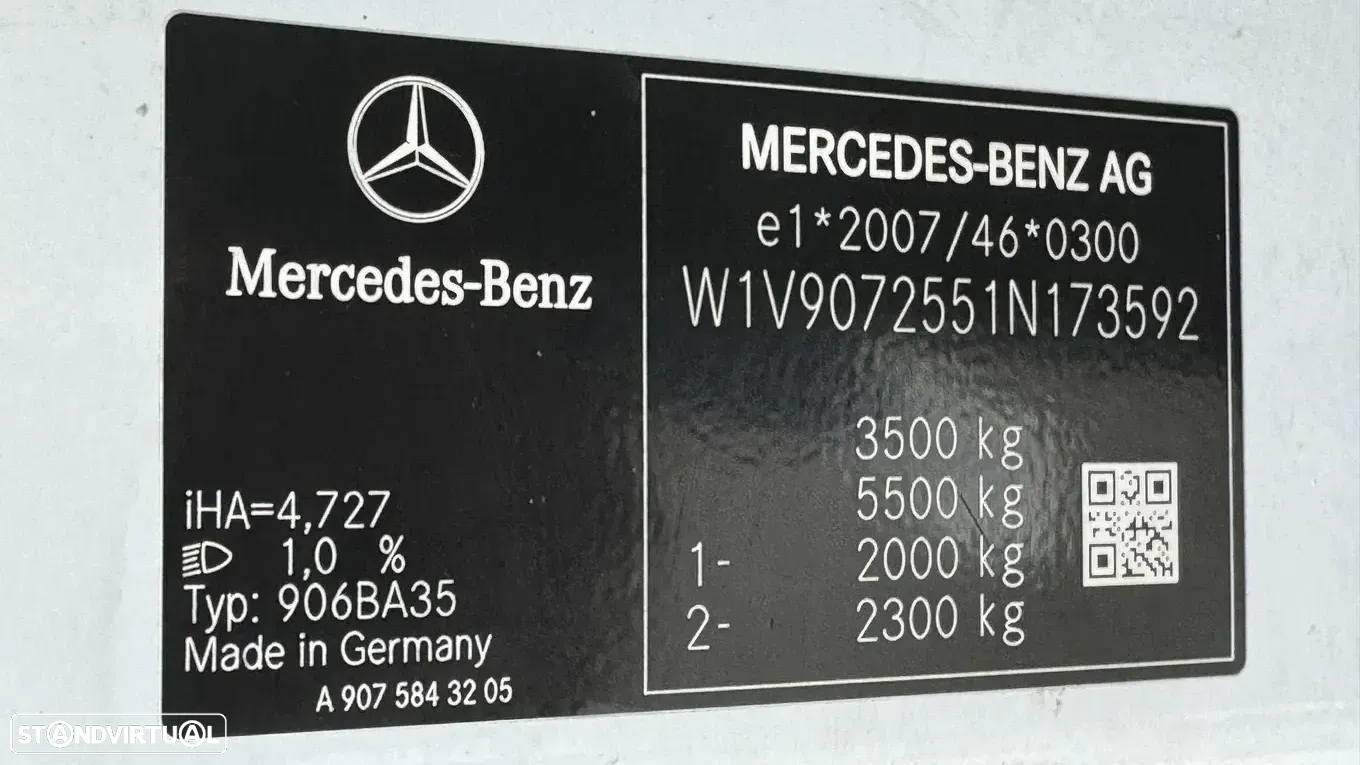 Mercedes-Benz
iHA=4,727
1,0 %
Typ: 906BA35
Made in Germany
A 907 584 32 05
MERCEDES-BENZ AG
e1*2007/46*0300
W1V9072551N173592
3500 kg
5500 kg
1- 2000 kg
2- 2300 kg
STANDVIRTUAL